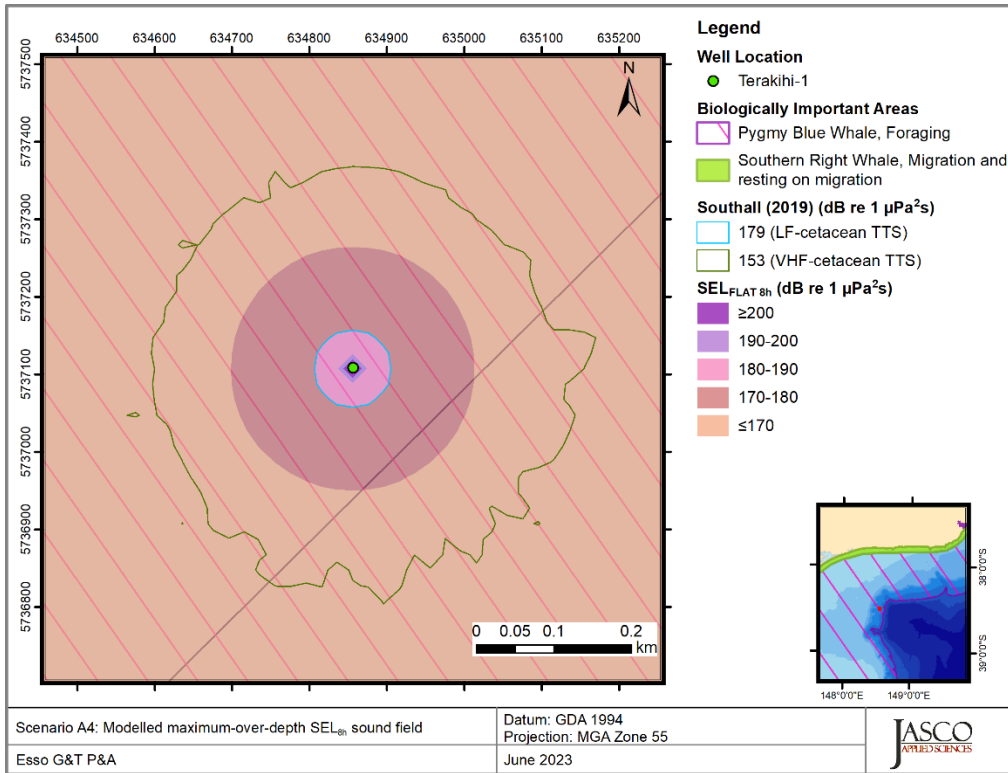 634500 634600 634700 634800 634900 635000 635100 635200
5737500
5737400
5737300
5737200
5737100
5737000
5736900
5736800
N
0 0.05 0.1 0.2
km
Legend
Well Location
Terakihi-1
Biologically Important Areas
Pygmy Blue Whale, Foraging
Southern Right Whale, Migration and
resting on migration
Southall (2019) (dB re 1 µPa²s)
179 (LF-cetacean TTS)
153 (VHF-cetacean TTS)
SELFLAT 8h (dB re 1 µPa²s)
≥200
190-200
180-190
170-180
≤170
38°0'0"S
39°0'0"S
148°0'0"E 149°0'0"E
Scenario A4: Modelled maximum-over-depth SEL8h sound field
Esso G&T P&A
Datum: GDA 1994
Projection: MGA Zone 55
June 2023
JASCO
APPLIED SCIENCES